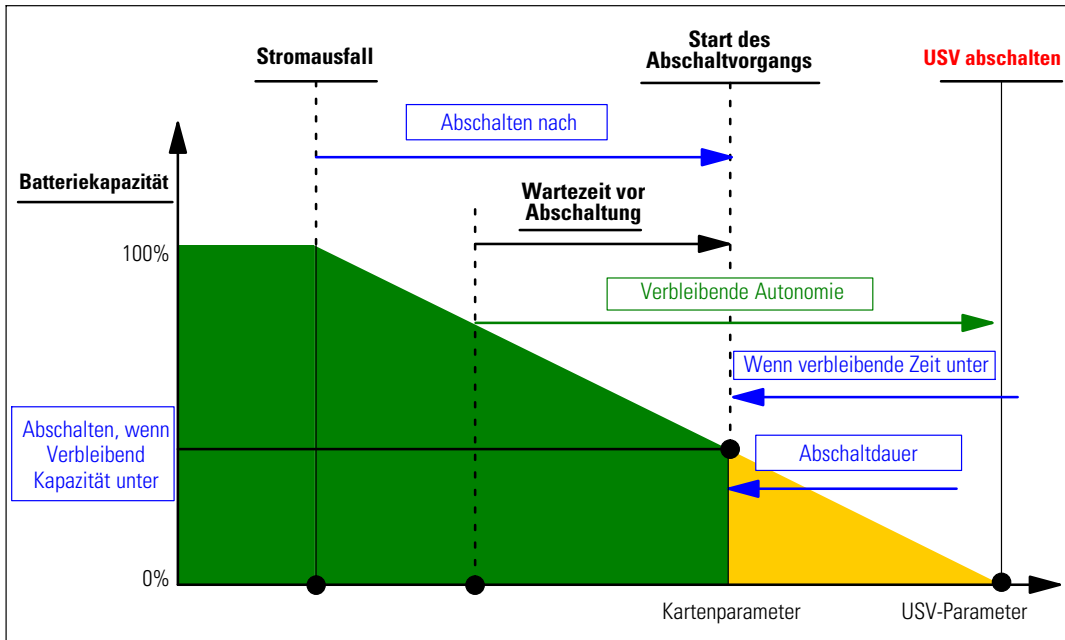 Stromausfall
Start des
Abschaltvorgangs
USV abschalten
Abschalten nach
Batteriekapazität
Wartezeit vor
Abschaltung
100%
Verbleibende Autonomie
Wenn verbleibende Zeit unter
Abschalten, wenn
Verbleibend
Kapazität unter
Abschaltdauer
0%
Kartenparameter
USV-Parameter